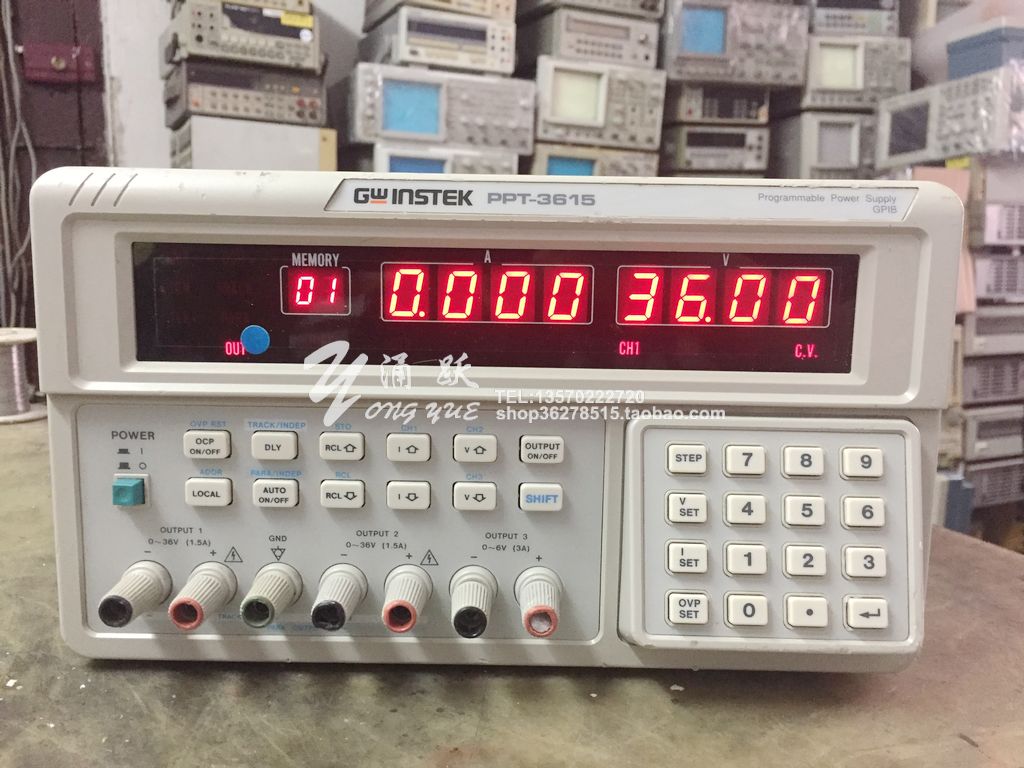 GWINSTEK PPT-3615
Programmable Power Supply
GPIB
MEMORY A V
01 0.000 36.00
OUT CH1 C.V.
涌跃
YONG YUE
TEL:13570222720
shop36278515.taobao.com
POWER
I
O
OVP RST TRACK/INDEP STO CH1 CH2
OCP ON/OFF DLY RCL I V OUTPUT ON/OFF
ADDR PARA/INDEP RCL CH3
LOCAL AUTO ON/OFF RCL I V SHIFT
OUTPUT 1 GND OUTPUT 2 OUTPUT 3
0~36V (1.5A) 0~36V (1.5A) 0~6V (3A)
− + − + − +
STEP 7 8 9
V SET 4 5 6
I SET 1 2 3
OVP SET 0 •